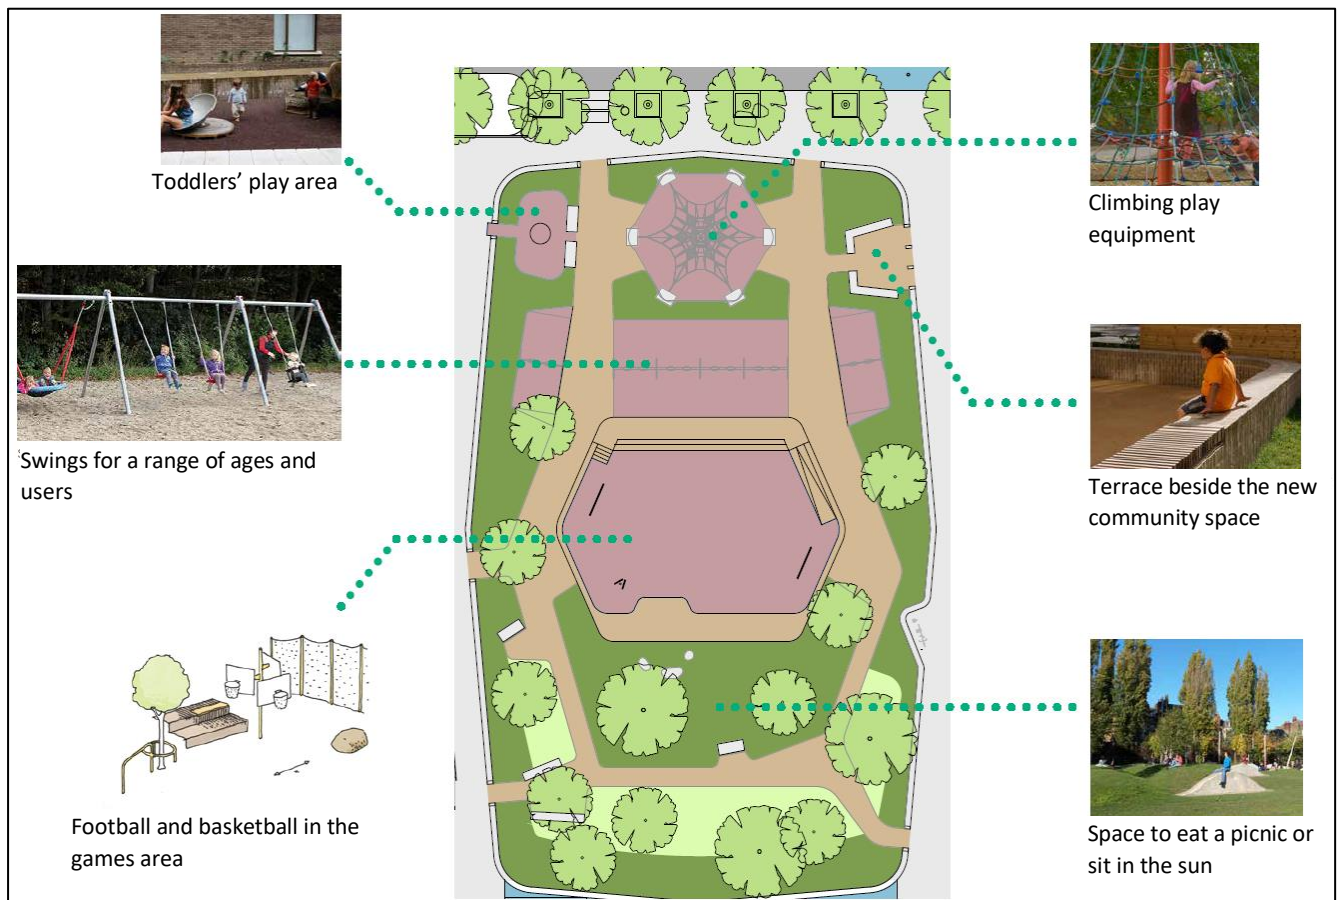 Toddlers’ play area
Swings for a range of ages and
users
Football and basketball in the
games area
Climbing play
equipment
Terrace beside the new
community space
Space to eat a picnic or
sit in the sun